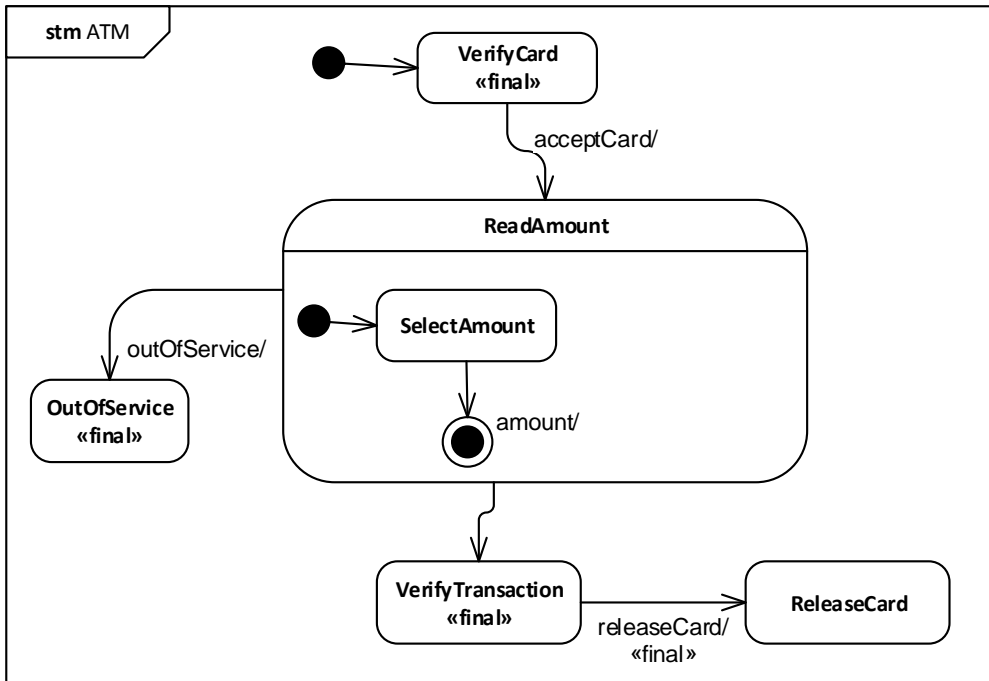 stm ATM
VerifyCard
«final»
acceptCard/
ReadAmount
SelectAmount
outOfService/
OutOfService
«final»
amount/
VerifyTransaction
«final»
releaseCard/
«final»
ReleaseCard